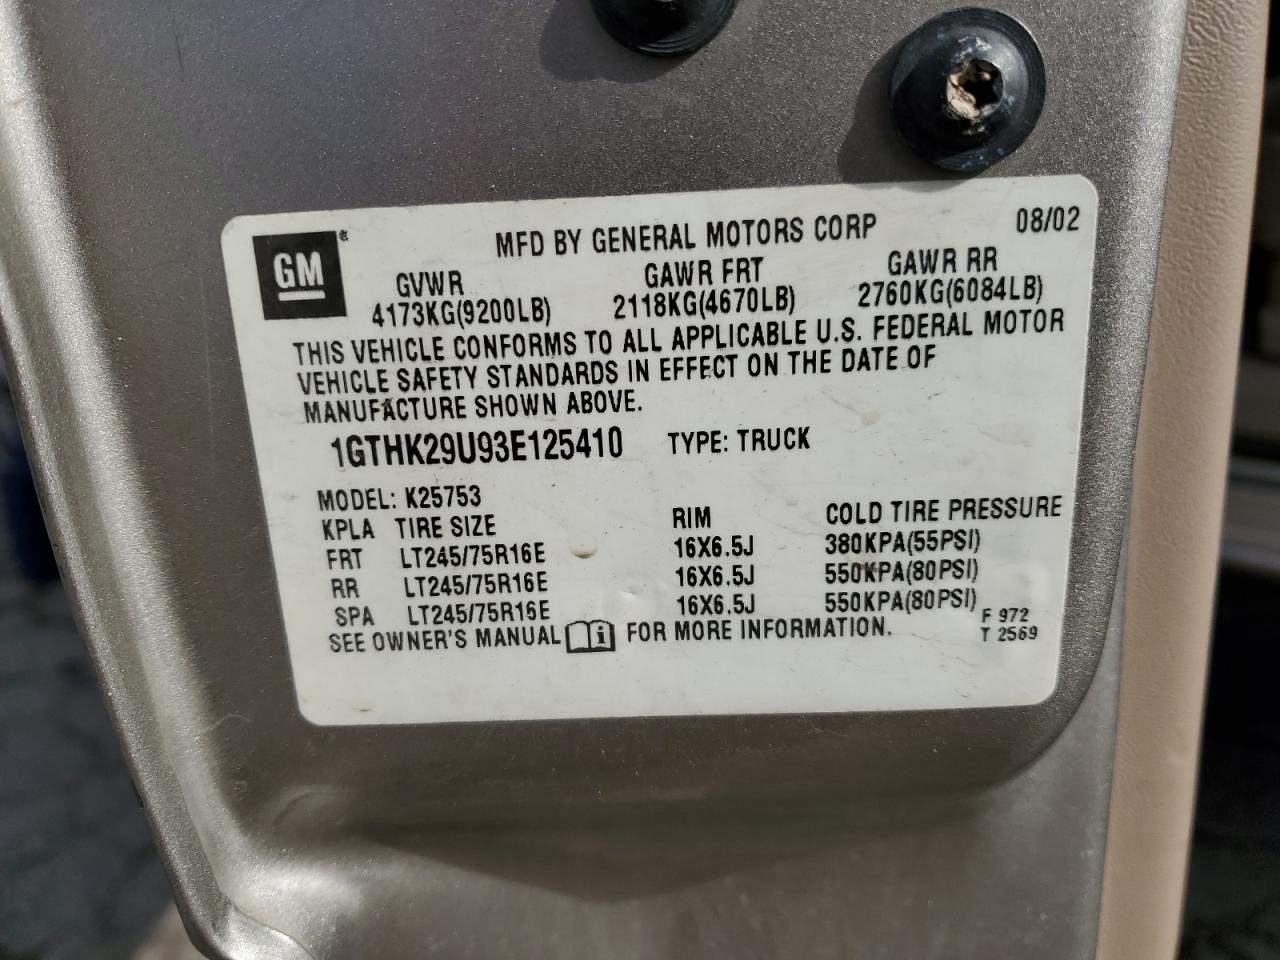 GM®
MFD BY GENERAL MOTORS CORP 08/02
GVWR GAWR FRT GAWR RR
4173KG(9200LB) 2118KG(4670LB) 2760KG(6084LB)
THIS VEHICLE CONFORMS TO ALL APPLICABLE U.S. FEDERAL MOTOR
VEHICLE SAFETY STANDARDS IN EFFECT ON THE DATE OF
MANUFACTURE SHOWN ABOVE.
1GTHK29U93E125410 TYPE: TRUCK
MODEL: K25753
KPLA TIRE SIZE RIM COLD TIRE PRESSURE
FRT LT245/75R16E 16X6.5J 380KPA(55PSI)
RR LT245/75R16E 16X6.5J 550KPA(80PSI)
SPA LT245/75R16E 16X6.5J 550KPA(80PSI)
SEE OWNER'S MANUAL i FOR MORE INFORMATION.
F 972
T 2569